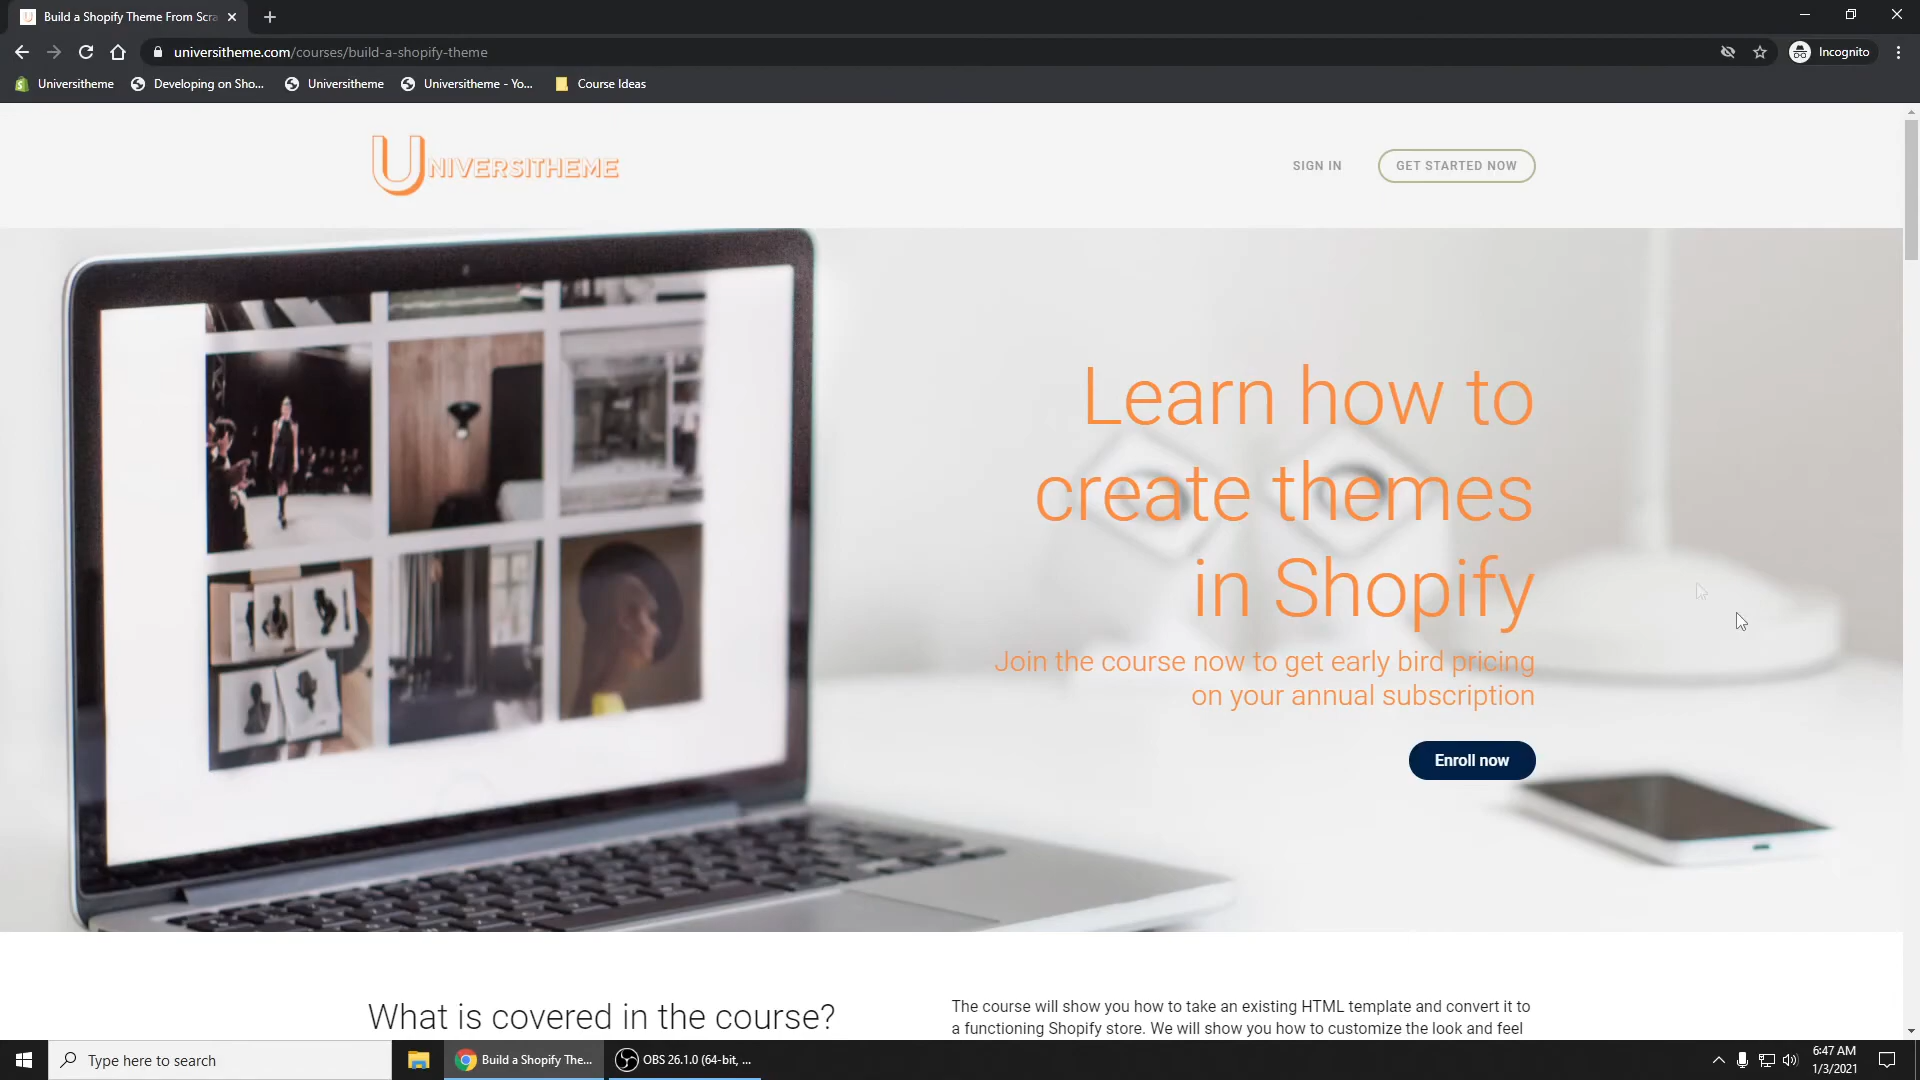 Build a Shopify Theme From Scra
universitheme.com/courses/build-a-shopify-theme
Incognito
Universitheme
Developing on Sho...
Universitheme
Universitheme - Yo...
Course Ideas
UNIVERSITHEME
SIGN IN
GET STARTED NOW
Learn how to
create themes
in Shopify
Join the course now to get early bird pricing
on your annual subscription
Enroll now
What is covered in the course?
The course will show you how to take an existing HTML template and convert it to
a functioning Shopify store. We will show you how to customize the look and feel
Type here to search
Build a Shopify The...
OBS 26.1.0 (64-bit, ...
6:47 AM
1/3/2021